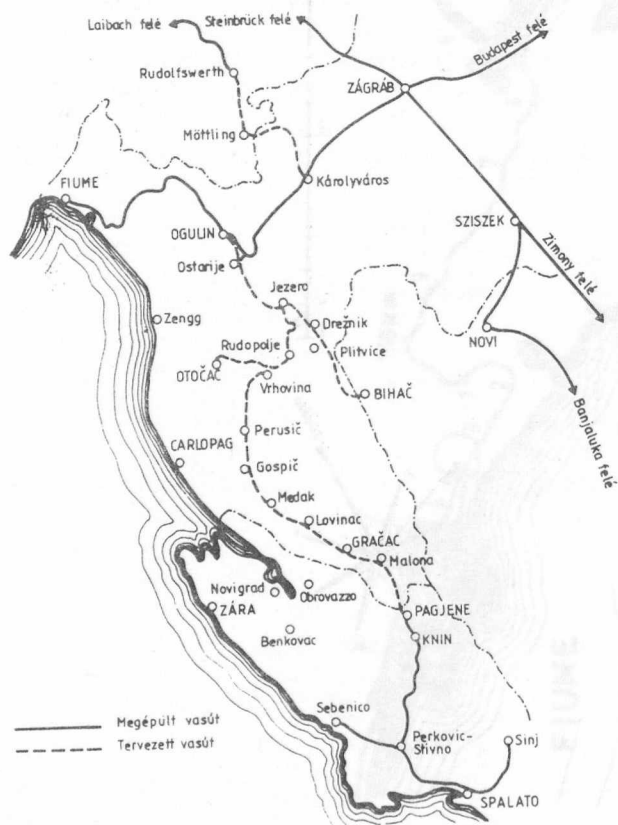 Laibach felé
Steinbrück felé
Budapest felé
Rudolfswerth
ZÁGRÁB
Möttling
FIUME
Károlyváros
OGULIN
SZISZEK
Zimony felé
Ostarije
Jezero
Zengg
Drežnik
NOVI
Rudopolje
Plitvice
OTOČAC
Vrhovina
BIHAČ
Banjaluka felé
Perusič
CARLOPAG
Gospič
Medak
Lovinac
GRAČAC
Malona
Novigrad
Obrovazzo
ZÁRA
PAGJENE
Benkovac
KNIN
Sebenico
Megépült vasút
Tervezett vasút
Perkovic-
Slivno
Sinj
SPALATO